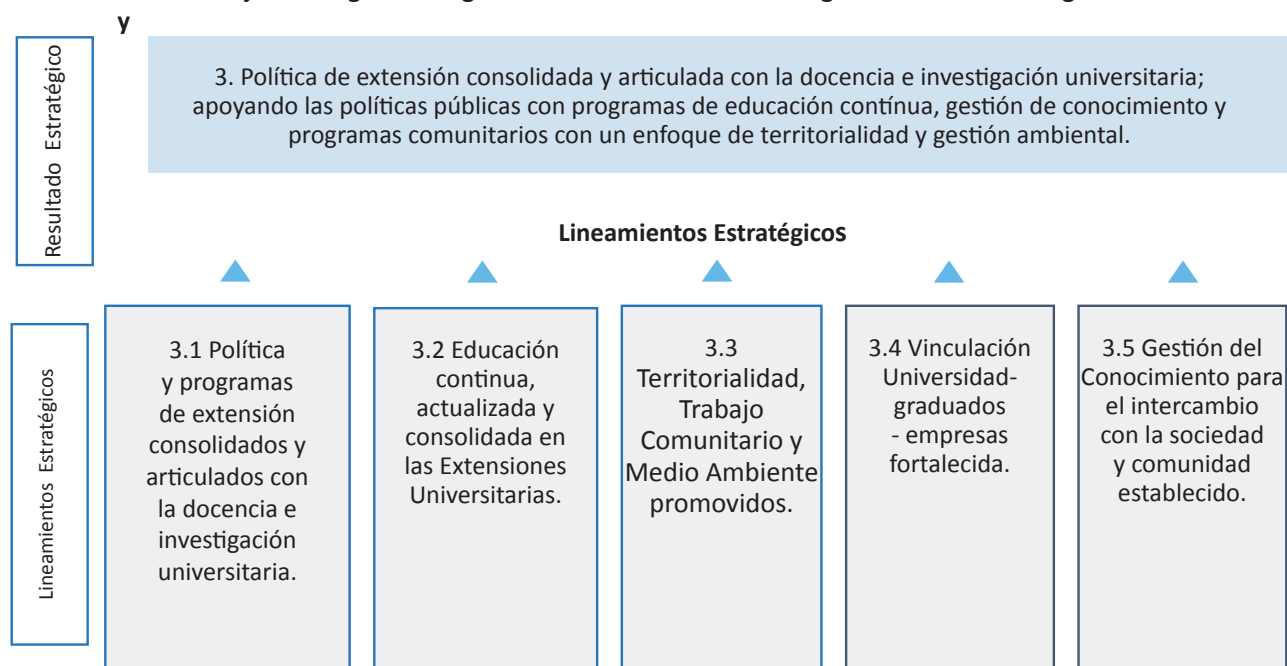 y
Resultado Estratégico
3. Política de extensión consolidada y articulada con la docencia e investigación universitaria;
apoyando las políticas públicas con programas de educación contínua, gestión de conocimiento y
programas comunitarios con un enfoque de territorialidad y gestión ambiental.
Lineamientos Estratégicos
Lineamientos Estratégicos
3.1 Política
y programas
de extensión
consolidados y
articulados con
la docencia e
investigación
universitaria.
3.2 Educación
continua,
actualizada y
consolidada en
las Extensiones
Universitarias.
3.3
Territorialidad,
Trabajo
Comunitario y
Medio Ambiente
promovidos.
3.4 Vinculación
Universidad-
graduados
- empresas
fortalecida.
3.5 Gestión del
Conocimiento para
el intercambio
con la sociedad
y comunidad
establecido.